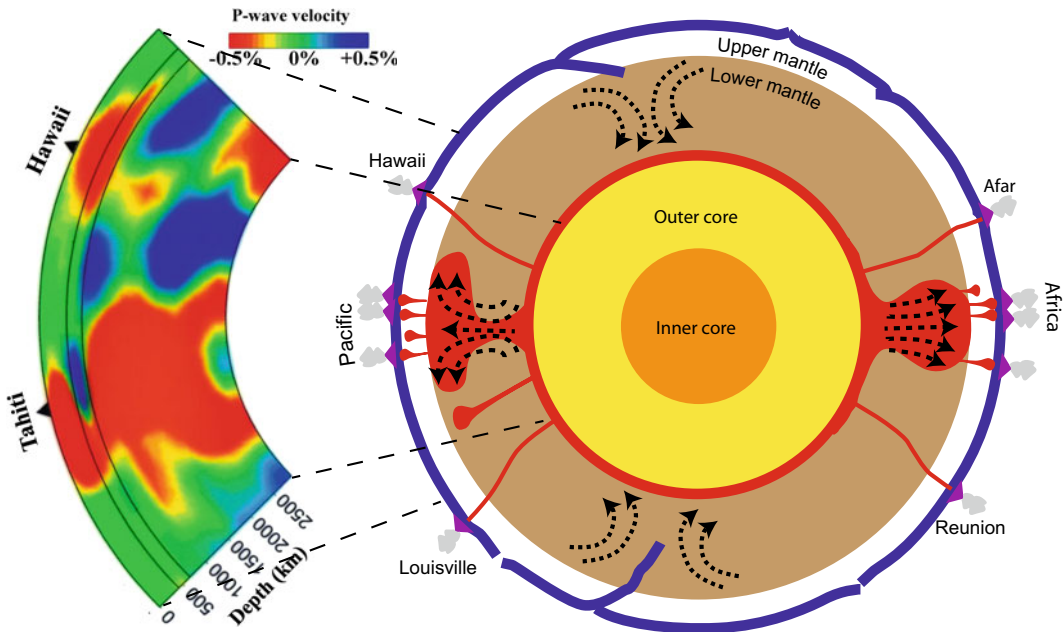 P-wave velocity
-0.5% 0% +0.5%
Hawaii
Tahiti
0
500
1000
1500
2000
2500
Depth (km)
Upper mantle
Lower mantle
Hawaii
Afar
Outer core
Inner core
Pacific
Africa
Louisville
Reunion